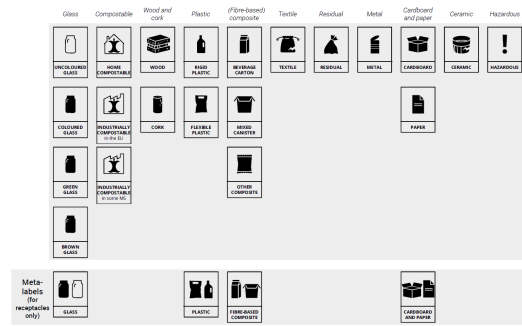 Glass
Compostable
Wood and
cork
Plastic
(Fibre-based)
composite
Textile
Residual
Metal
Cardboard
and paper
Ceramic
Hazardous
UNCOLOURED
GLASS
HOME
COMPOSTABLE
WOOD
RIGID
PLASTIC
BEVERAGE
CARTON
TEXTILE
RESIDUAL
METAL
CARDBOARD
CERAMIC
HAZARDOUS
COLOURED
GLASS
INDUSTRIALLY
COMPOSTABLE
in the EU
CORK
FLEXIBLE
PLASTIC
MIXED
CANISTER
PAPER
GREEN
GLASS
INDUSTRIALLY
COMPOSTABLE
in some MS
OTHER
COMPOSITE
BROWN
GLASS
Meta-
labels
(for
receptacles
only)
GLASS
PLASTIC
FIBRE-BASED
COMPOSITE
CARDBOARD
AND PAPER